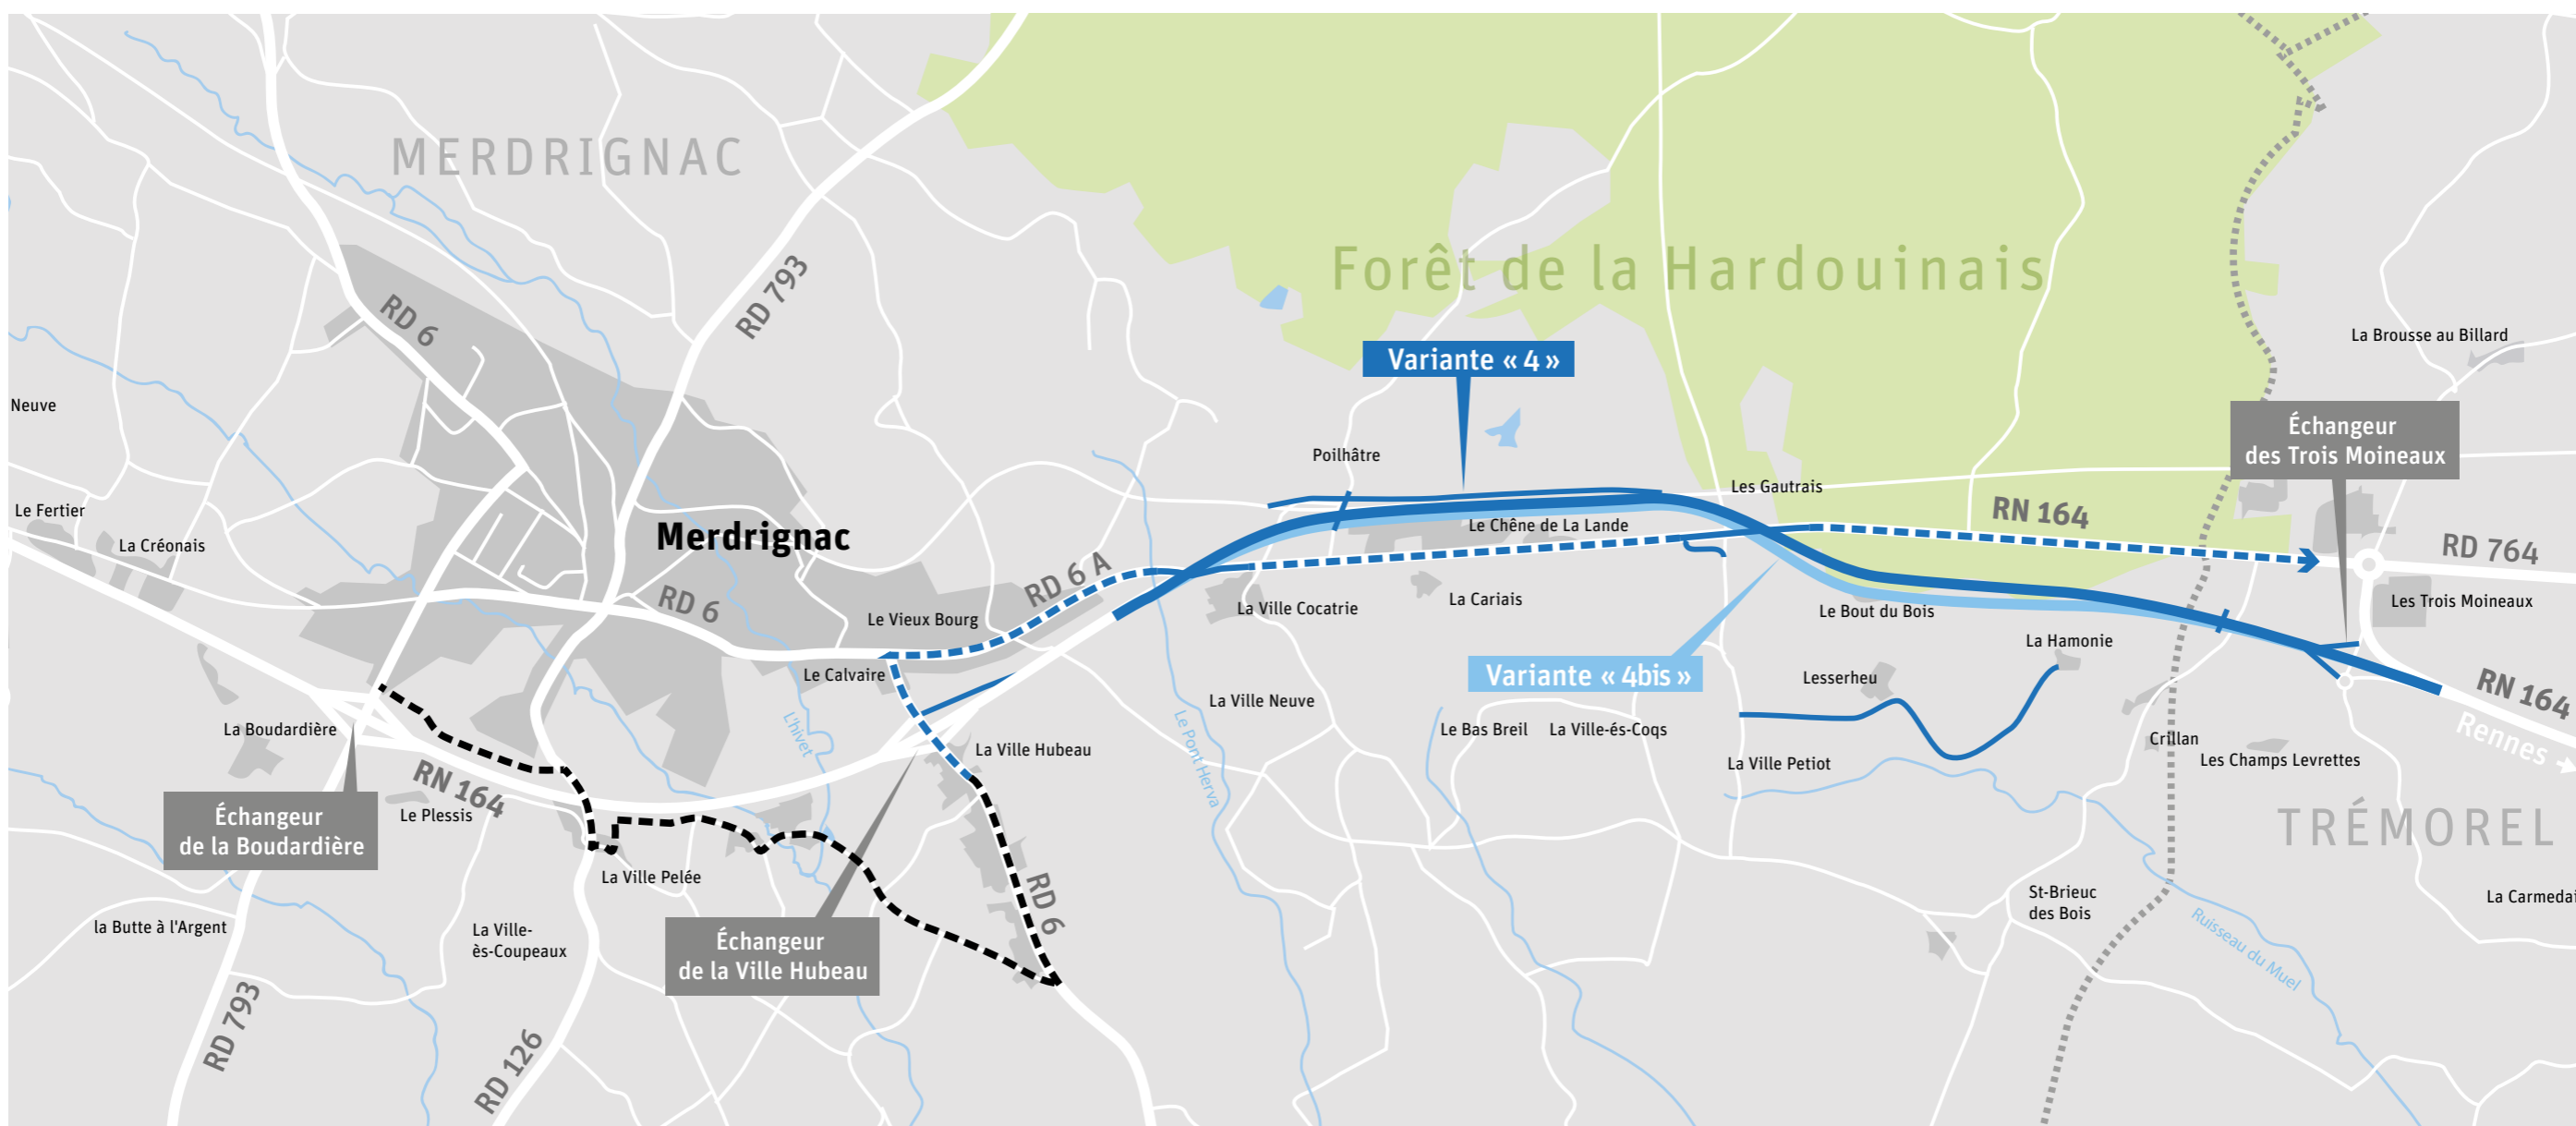 MERDRIGNAC
Forêt de la Hardouinais
RD 6
RD 793
La Brousse au Billard
Variante « 4 »
Neuve
Échangeur
des Trois Moineaux
Poilhâtre
Les Gautrais
Le Fertier
La Créonais
Merdrignac
Le Chêne de La Lande
RN 164
RD 764
RD 6 A
RD 6
Le Vieux Bourg
La Ville Cocatrie
La Cariais
Le Bout du Bois
Les Trois Moineaux
Le Calvaire
Variante « 4bis »
La Hamonie
Lesserheu
RN 164
Rennes
La Boudardière
L'hivet
Le Pont Herva
La Ville Neuve
Le Bas Breil
La Ville-és-Coqs
La Ville Hubeau
Crillan
Les Champs Levrettes
La Ville Petiot
RN 164
Le Plessis
Échangeur
de la Boudardière
TRÉMOREL
La Ville Pelée
RD 6
St-Brieuc
des Bois
La Carmedai
la Butte à l'Argent
La Ville-
ès-Coupeaux
Échangeur
de la Ville Hubeau
Ruisseau du Muel
RD 793
RD 126